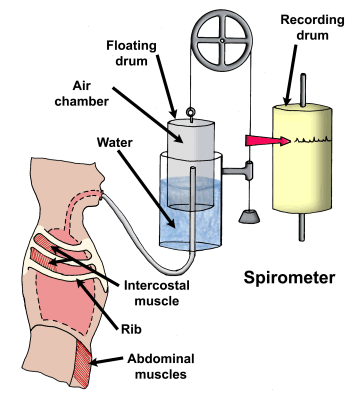 Recording
drum
Floating
drum
Air
chamber
Water
Spirometer
Intercostal
muscle
Rib
Abdominal
muscles